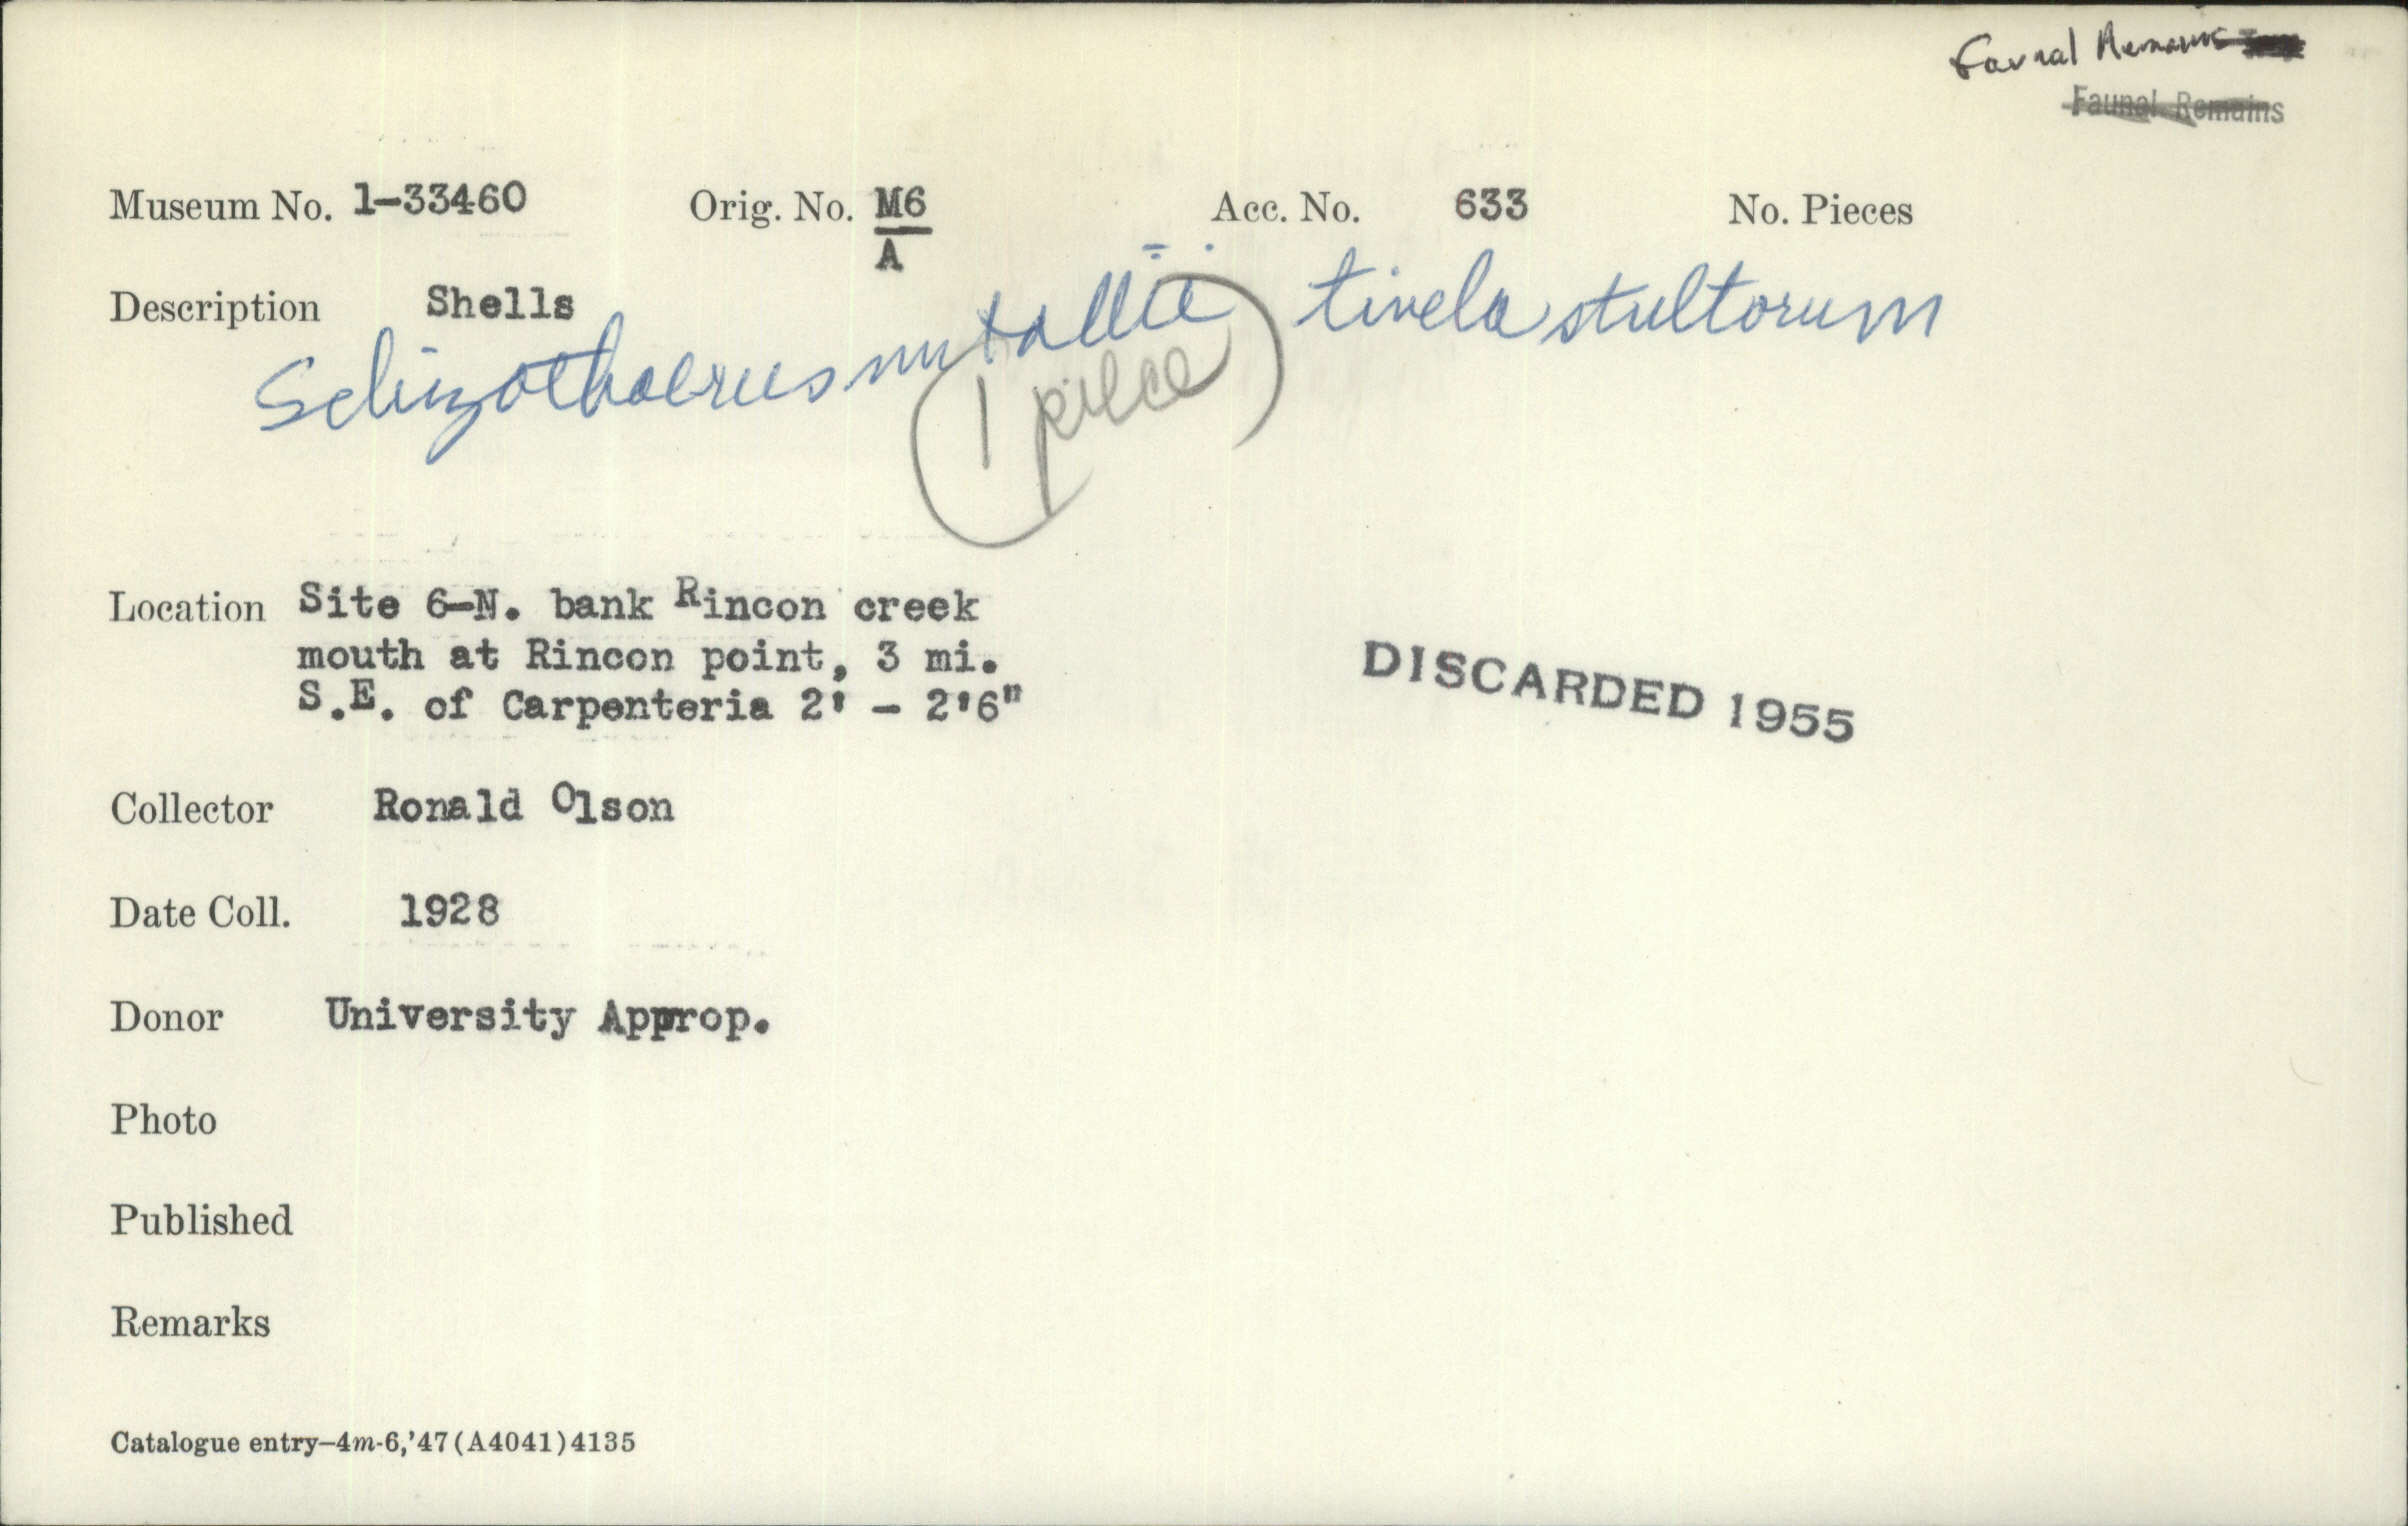 Faunal Remains
Faunal Remains
Museum No. 1-33460 Orig. No. M6 Acc. No. 633 No. Pieces
A
Description Shells
Schizothaerus nuttallii tivela stultorum
1 piece
Location Site 6-N. bank Rincon creek
mouth at Rincon point, 3 mi.
S.E. of Carpenteria 2' - 2'6"
DISCARDED 1955
Collector Ronald Olson
Date Coll. 1928
Donor University Approp.
Photo
Published
Remarks
Catalogue entry—4m-6,'47(A4041)4135